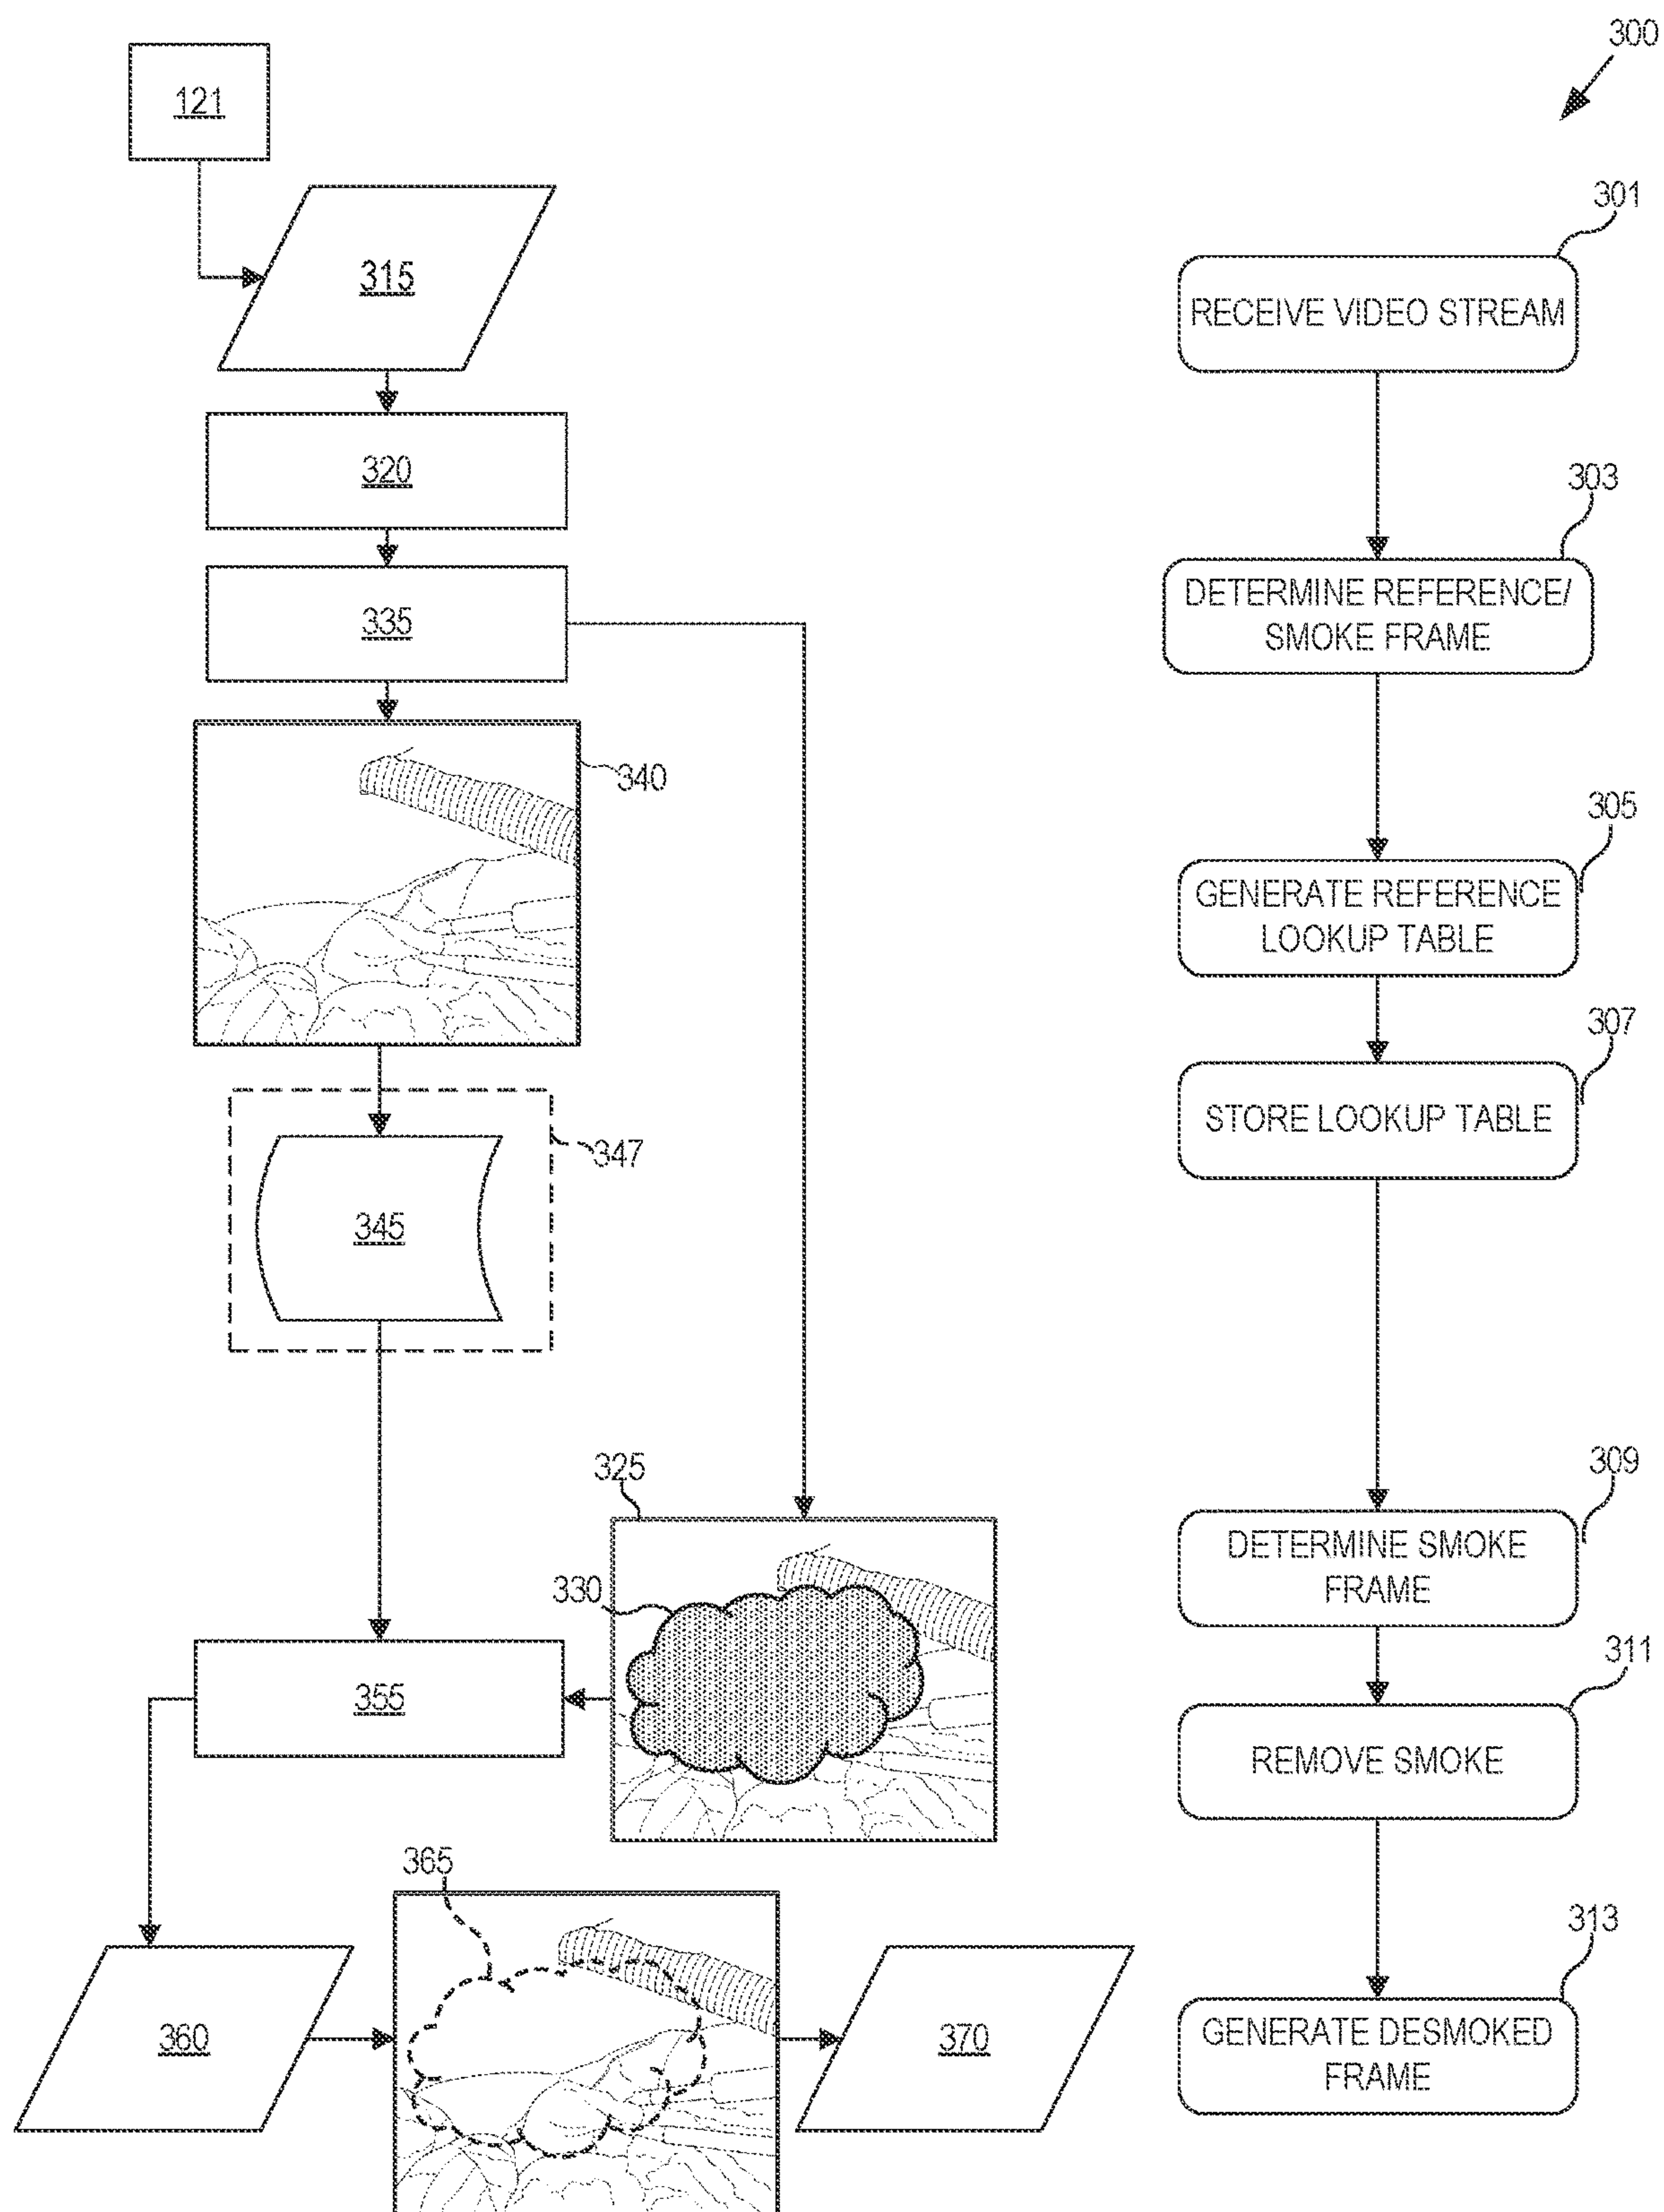 300
121
301
315
RECEIVE VIDEO STREAM
320
303
DETERMINE REFERENCE/
SMOKE FRAME
335
340
305
GENERATE REFERENCE
LOOKUP TABLE
307
STORE LOOKUP TABLE
347
345
325
309
DETERMINE SMOKE
FRAME
330
311
355
REMOVE SMOKE
365
313
360
370
GENERATE DESMOKED
FRAME